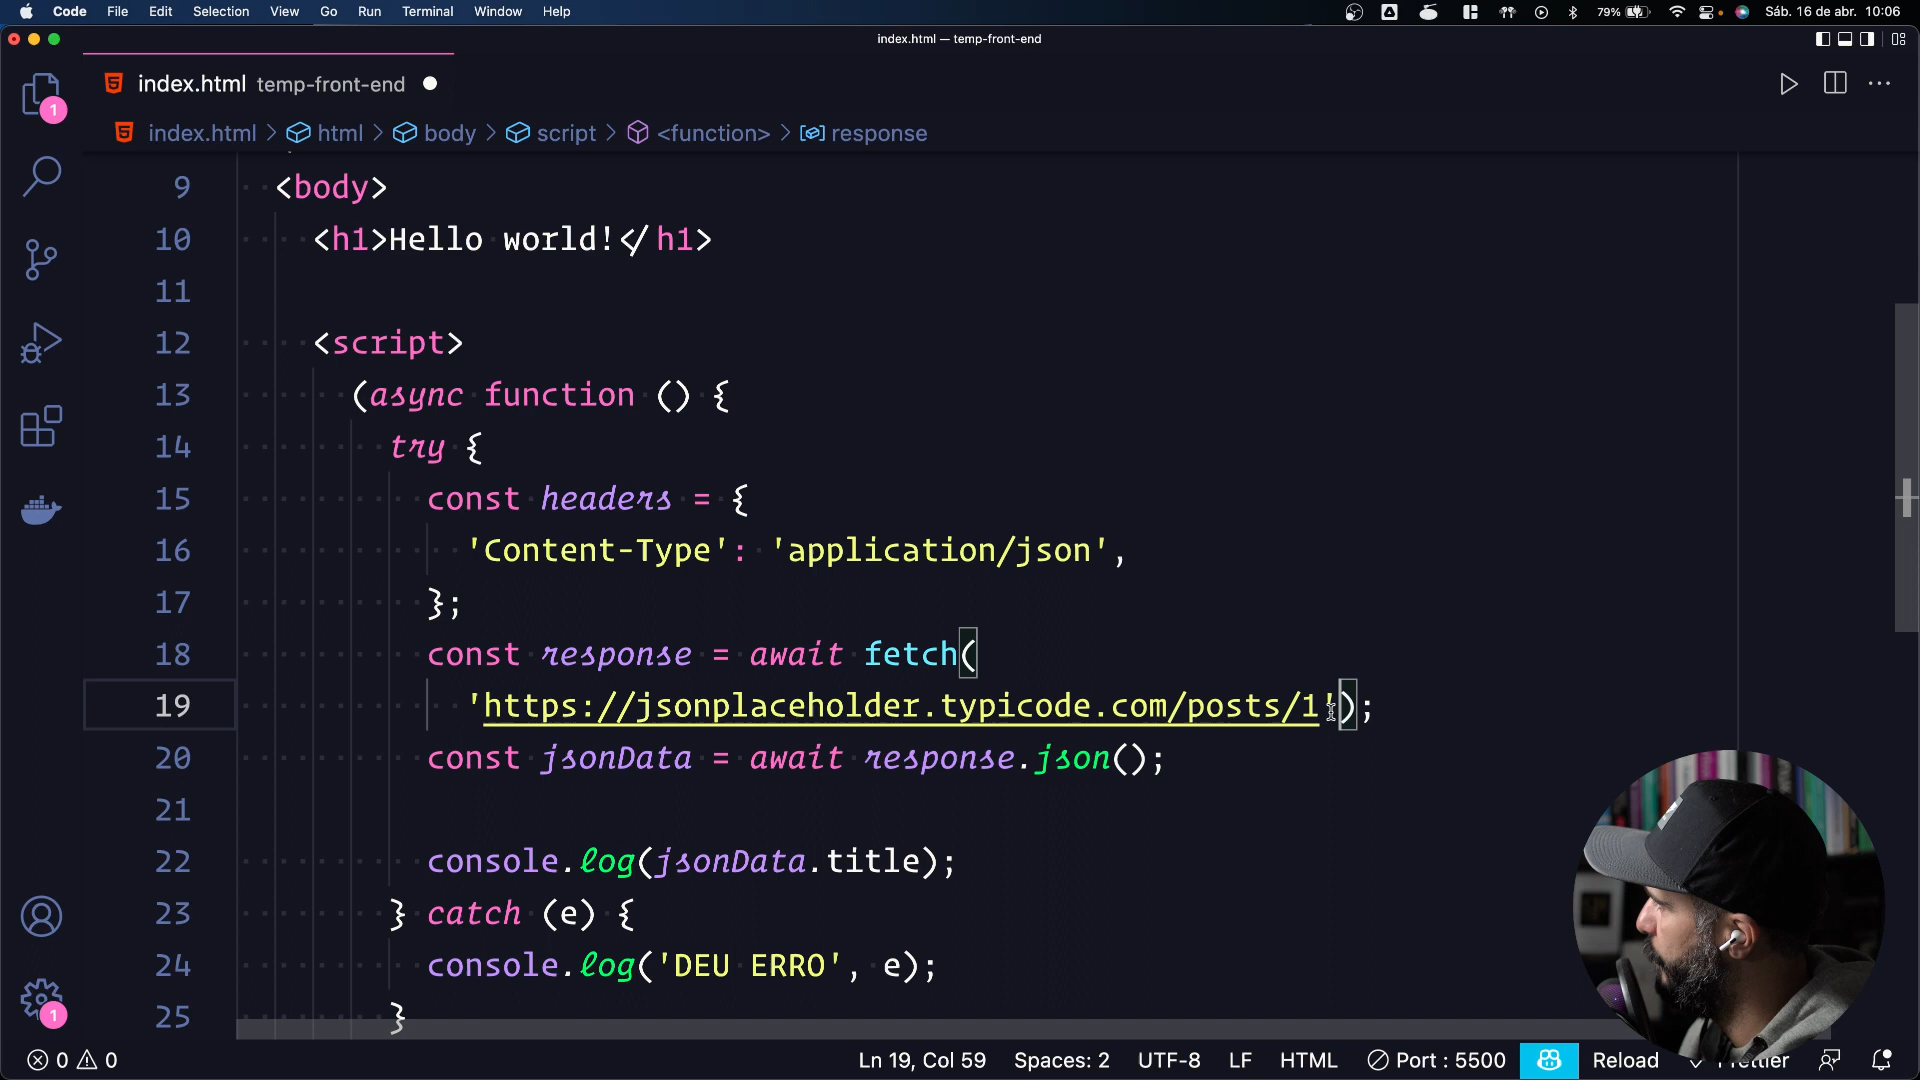 Code File Edit Selection View Go Run Terminal Window Help 79% Sáb. 16 de abr. 10:06
index.html — temp-front-end
index.html temp-front-end
index.html > html > body > script > <function> > response
1
9 <body>
10 <h1>Hello world!</h1>
11
12 <script>
13 (async function () {
14 try {
15 const headers = {
16 'Content-Type': 'application/json',
17 };
18 const response = await fetch(
19 'https://jsonplaceholder.typicode.com/posts/1');
20 const jsonData = await response.json();
21
22 console.log(jsonData.title);
23 } catch (e) {
24 console.log('DEU ERRO', e);
25 }
1
0 0 Ln 19, Col 59 Spaces: 2 UTF-8 LF HTML Port : 5500 Reload